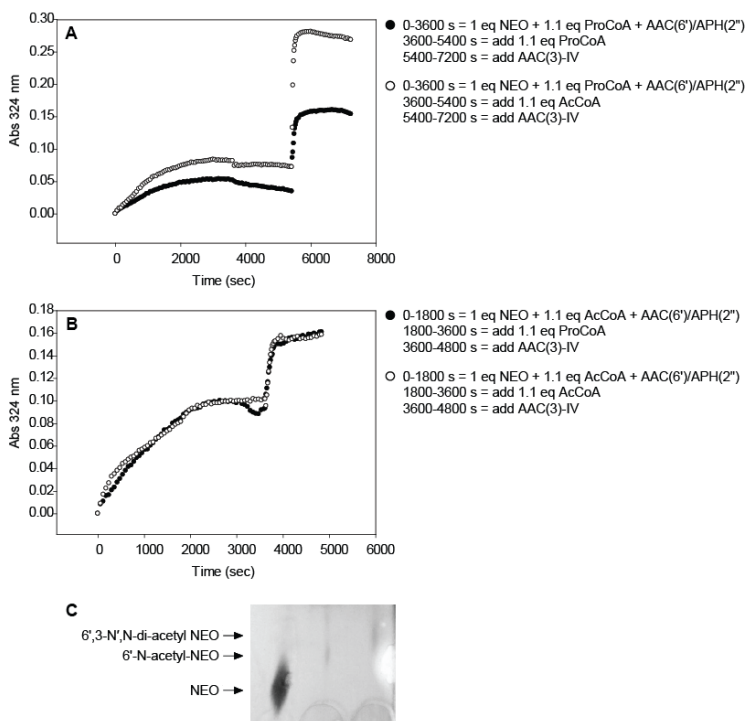 A
0.30
0.25
0.20
0.15
0.10
0.05
0.00
Abs 324 nm
0 2000 4000 6000 8000
Time (sec)
0-3600 s = 1 eq NEO + 1.1 eq ProCoA + AAC(6')/APH(2")
3600-5400 s = add 1.1 eq ProCoA
5400-7200 s = add AAC(3)-IV
0-3600 s = 1 eq NEO + 1.1 eq ProCoA + AAC(6')/APH(2")
3600-5400 s = add 1.1 eq AcCoA
5400-7200 s = add AAC(3)-IV
B
0.18
0.16
0.14
0.12
0.10
0.08
0.06
0.04
0.02
0.00
Abs 324 nm
0 1000 2000 3000 4000 5000 6000
Time (sec)
0-1800 s = 1 eq NEO + 1.1 eq AcCoA + AAC(6')/APH(2")
1800-3600 s = add 1.1 eq ProCoA
3600-4800 s = add AAC(3)-IV
0-1800 s = 1 eq NEO + 1.1 eq AcCoA + AAC(6')/APH(2")
1800-3600 s = add 1.1 eq AcCoA
3600-4800 s = add AAC(3)-IV
C
6',3-N',N-di-acetyl NEO
6'-N-acetyl-NEO
NEO